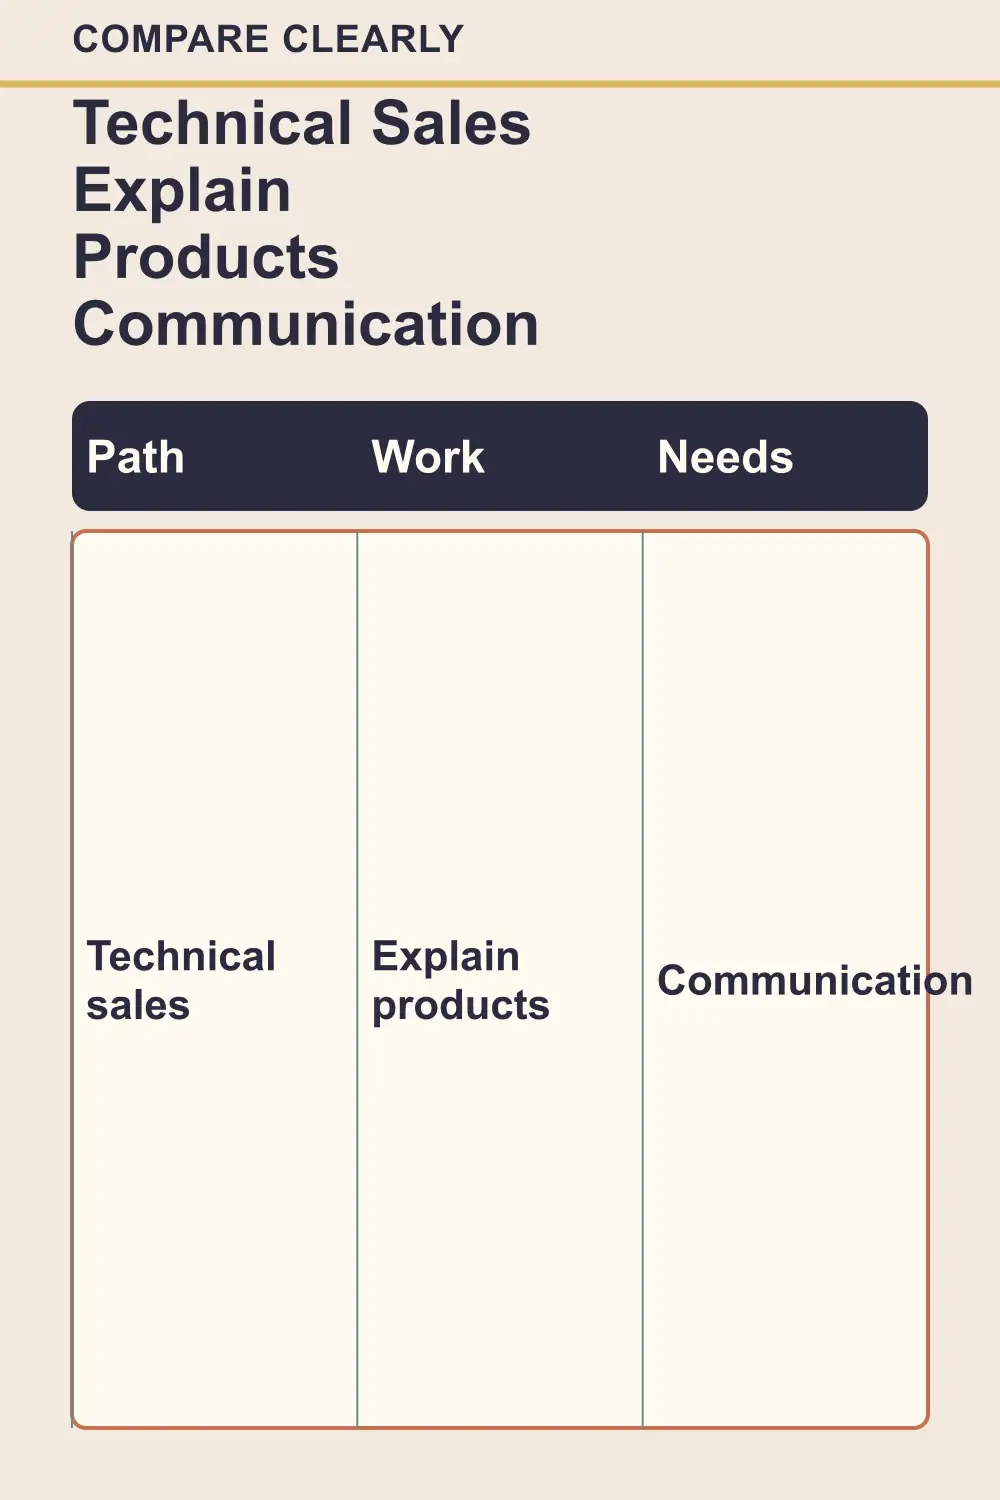 COMPARE CLEARLY
Technical Sales
Explain
Products
Communication
Path Work Needs
Technical
sales
Explain
products
Communication